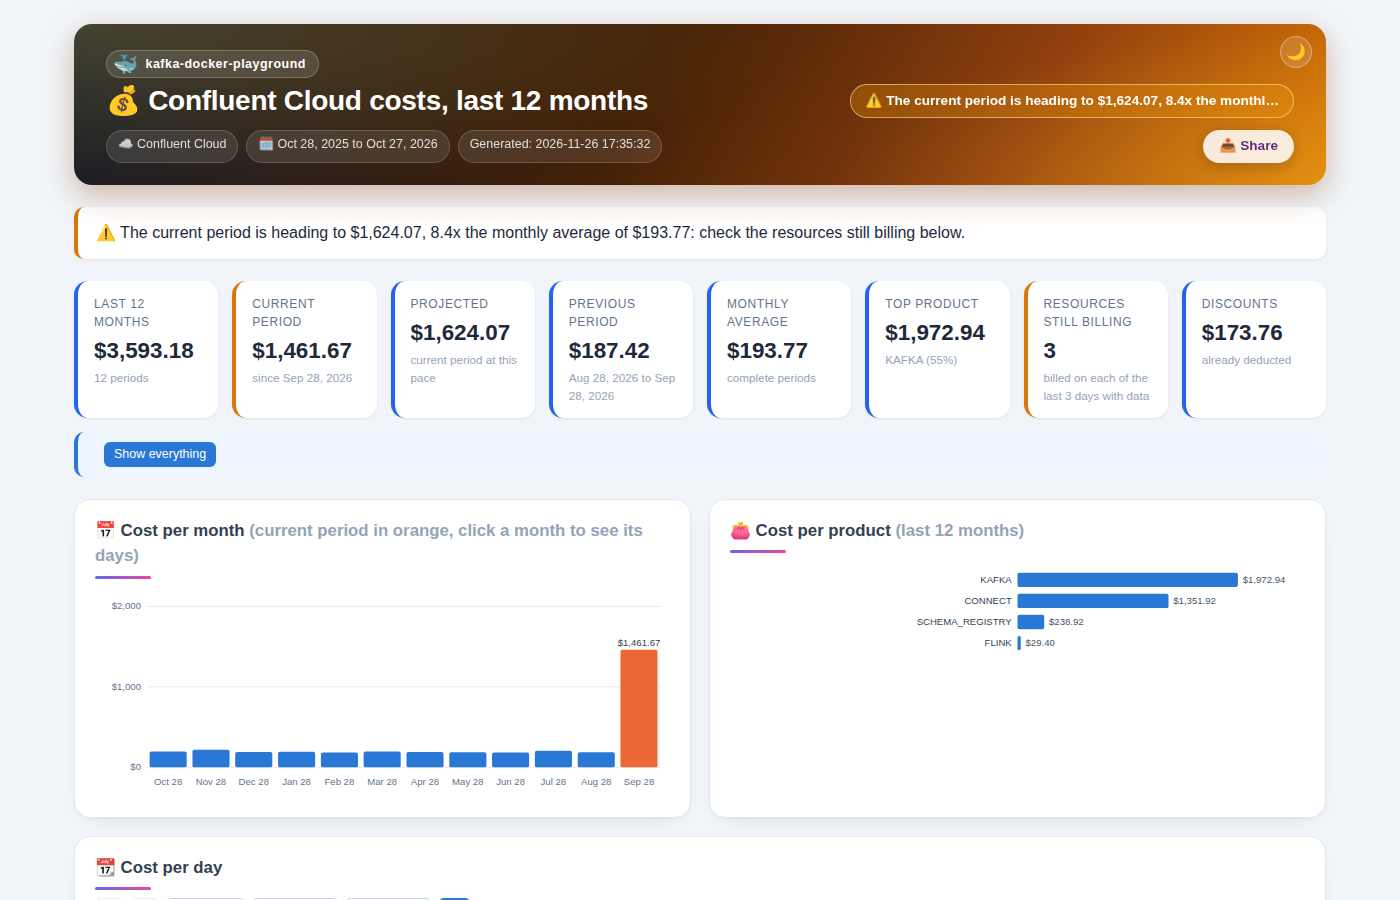 kafka-docker-playground
Confluent Cloud costs, last 12 months
The current period is heading to $1,624.07, 8.4x the monthl…
Confluent Cloud
Oct 28, 2025 to Oct 27, 2026
Generated: 2026-11-26 17:35:32
Share
The current period is heading to $1,624.07, 8.4x the monthly average of $193.77: check the resources still billing below.
LAST 12
MONTHS
$3,593.18
12 periods
CURRENT
PERIOD
$1,461.67
since Sep 28, 2026
PROJECTED
$1,624.07
current period at this
pace
PREVIOUS
PERIOD
$187.42
Aug 28, 2026 to Sep
28, 2026
MONTHLY
AVERAGE
$193.77
complete periods
TOP PRODUCT
$1,972.94
KAFKA (55%)
RESOURCES
STILL BILLING
3
billed on each of the
last 3 days with data
DISCOUNTS
$173.76
already deducted
Show everything
Cost per month (current period in orange, click a month to see its
days)
$2,000
$1,461.67
$1,000
$0
Oct 28 Nov 28 Dec 28 Jan 28 Feb 28 Mar 28 Apr 28 May 28 Jun 28 Jul 28 Aug 28 Sep 28
Cost per product (last 12 months)
KAFKA $1,972.94
CONNECT $1,351.92
SCHEMA_REGISTRY $238.92
FLINK $29.40
Cost per day